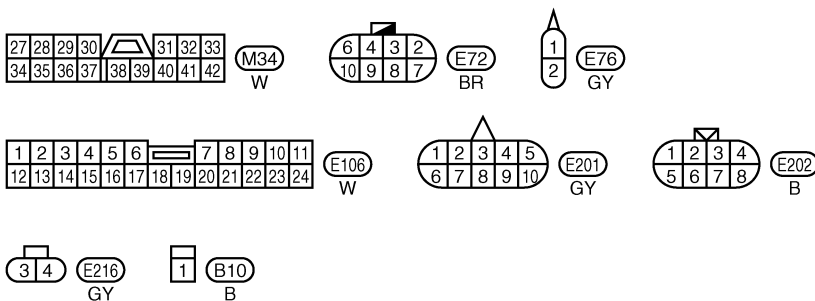 27 28 29 30 31 32 33
34 35 36 37 38 39 40 41 42
M34
W
6 4 3 2
10 9 8 7
E72
BR
1
2
E76
GY
1 2 3 4 5 6 7 8 9 10 11
12 13 14 15 16 17 18 19 20 21 22 23 24
E106
W
1 2 3 4 5
6 7 8 9 10
E201
GY
1 2 3 4
5 6 7 8
E202
B
3 4
E216
GY
1
B10
B